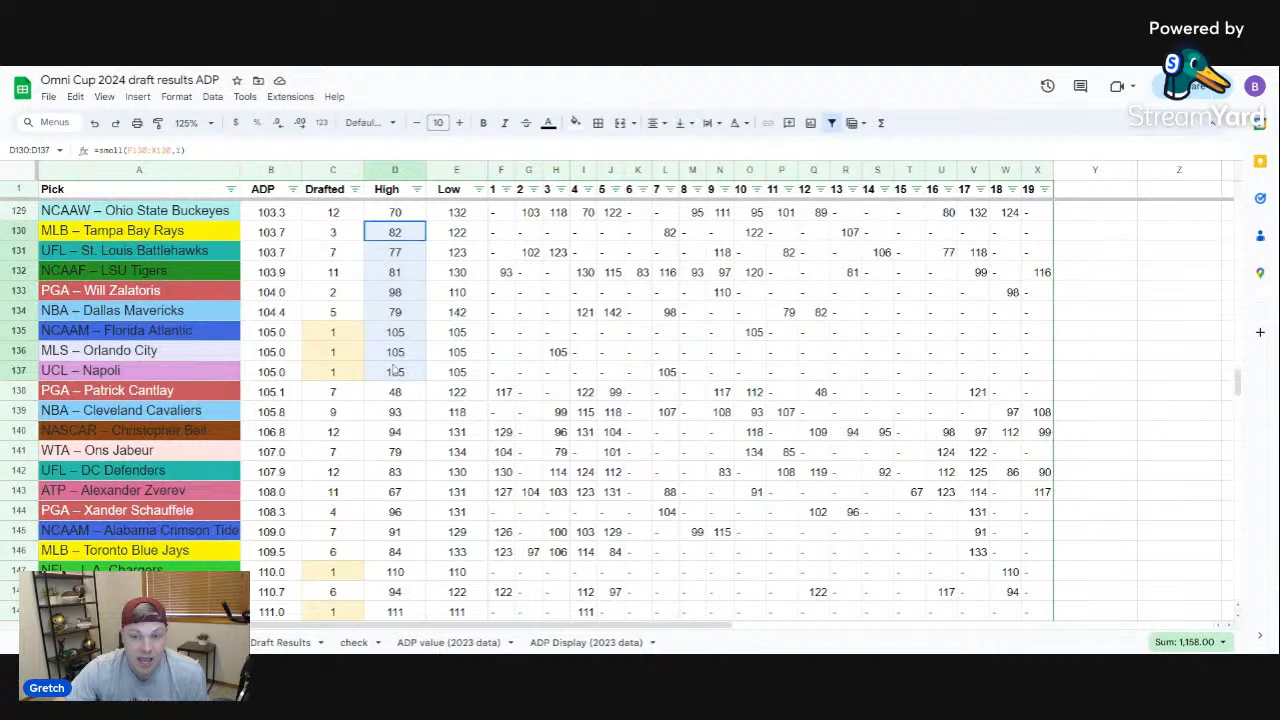 Powered by
S
StreamYard
Omni Cup 2024 draft results ADP
File Edit View Insert Format Data Tools Extensions Help
B
Menus 125% $ % .0 .00 123 Defaul... − 10 + B I S A Σ
D130:D137 fx =small(F130:X130,1)
A B C D E F G H I J K L M N O P Q R S T U V W X Y Z
1 Pick ADP Drafted High Low 1 2 3 4 5 6 7 8 9 10 11 12 13 14 15 16 17 18 19
129 NCAAW – Ohio State Buckeyes 103.3 12 70 132 - 103 118 70 122 - - 95 111 95 101 89 - - - 80 132 124 -
130 MLB – Tampa Bay Rays 103.7 3 82 122 - - - - - - 82 - - 122 - - 107 - - - - - -
131 UFL – St. Louis Battlehawks 103.7 7 77 123 - 102 123 - - - - - 118 - 82 - - 106 - 77 118 - -
132 NCAAF – LSU Tigers 103.9 11 81 130 93 - - 130 115 83 116 93 97 120 - - 81 - - - 99 - 116
133 PGA – Will Zalatoris 104.0 2 98 110 - - - - - - - - 110 - - - - - - - - 98 -
134 NBA – Dallas Mavericks 104.4 5 79 142 - - - 121 142 - 98 - - - 79 82 - - - - - - -
135 NCAAM – Florida Atlantic 105.0 1 105 105 - - - - - - - - - 105 - - - - - - - - -
136 MLS – Orlando City 105.0 1 105 105 - - 105 - - - - - - - - - - - - - - - -
137 UCL – Napoli 105.0 1 105 105 - - - - - - 105 - - - - - - - - - - - -
138 PGA – Patrick Cantlay 105.1 7 48 122 117 - - 122 99 - - - 117 112 - 48 - - - - 121 - -
139 NBA – Cleveland Cavaliers 105.8 9 93 118 - - 99 115 118 - 107 - 108 93 107 - - - - - - 97 108
140 NASCAR – Christopher Bell 106.8 12 94 131 129 - 96 131 104 - - - - 118 - 109 94 95 - 98 97 112 99
141 WTA – Ons Jabeur 107.0 7 79 134 104 - 79 - 101 - - - - 134 85 - - - - 124 122 - -
142 UFL – DC Defenders 107.9 12 83 130 130 - 114 124 112 - - - 83 - 108 119 - 92 - 112 125 86 90
143 ATP – Alexander Zverev 108.0 11 67 131 127 104 103 123 131 - 88 - - 91 - - - - 67 123 114 - 117
144 PGA – Xander Schauffele 108.3 4 96 131 - - - - - - 104 - - - - 102 96 - - - 131 - -
145 NCAAM – Alabama Crimson Tide 109.0 7 91 129 126 - 100 103 129 - - 99 115 - - - - - - - 91 - -
146 MLB – Toronto Blue Jays 109.5 6 84 133 123 97 106 114 84 - - - - - - - - - - - 133 - -
147 NFL – L.A. Chargers 110.0 1 110 110 - - - - - - - - - - - - - - - - - 110 -
110.7 6 94 122 122 - - 112 97 - - - - - - 122 - - - 117 - 94 -
111.0 1 111 111 - - - 111 - - - - - - - - - - - - - - -
Draft Results check ADP value (2023 data) ADP Display (2023 data) Sum: 1,158.00
Gretch